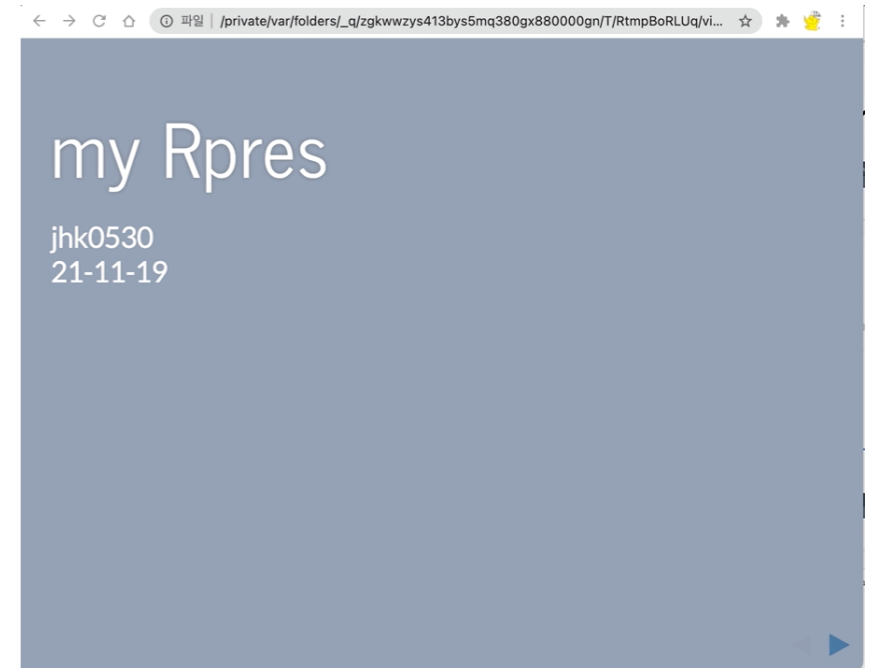 파일 /private/var/folders/_q/zgkwwzys413bys5mq380gx880000gn/T/RtmpBoRLUq/vi...
my Rpres
jhk0530
21-11-19